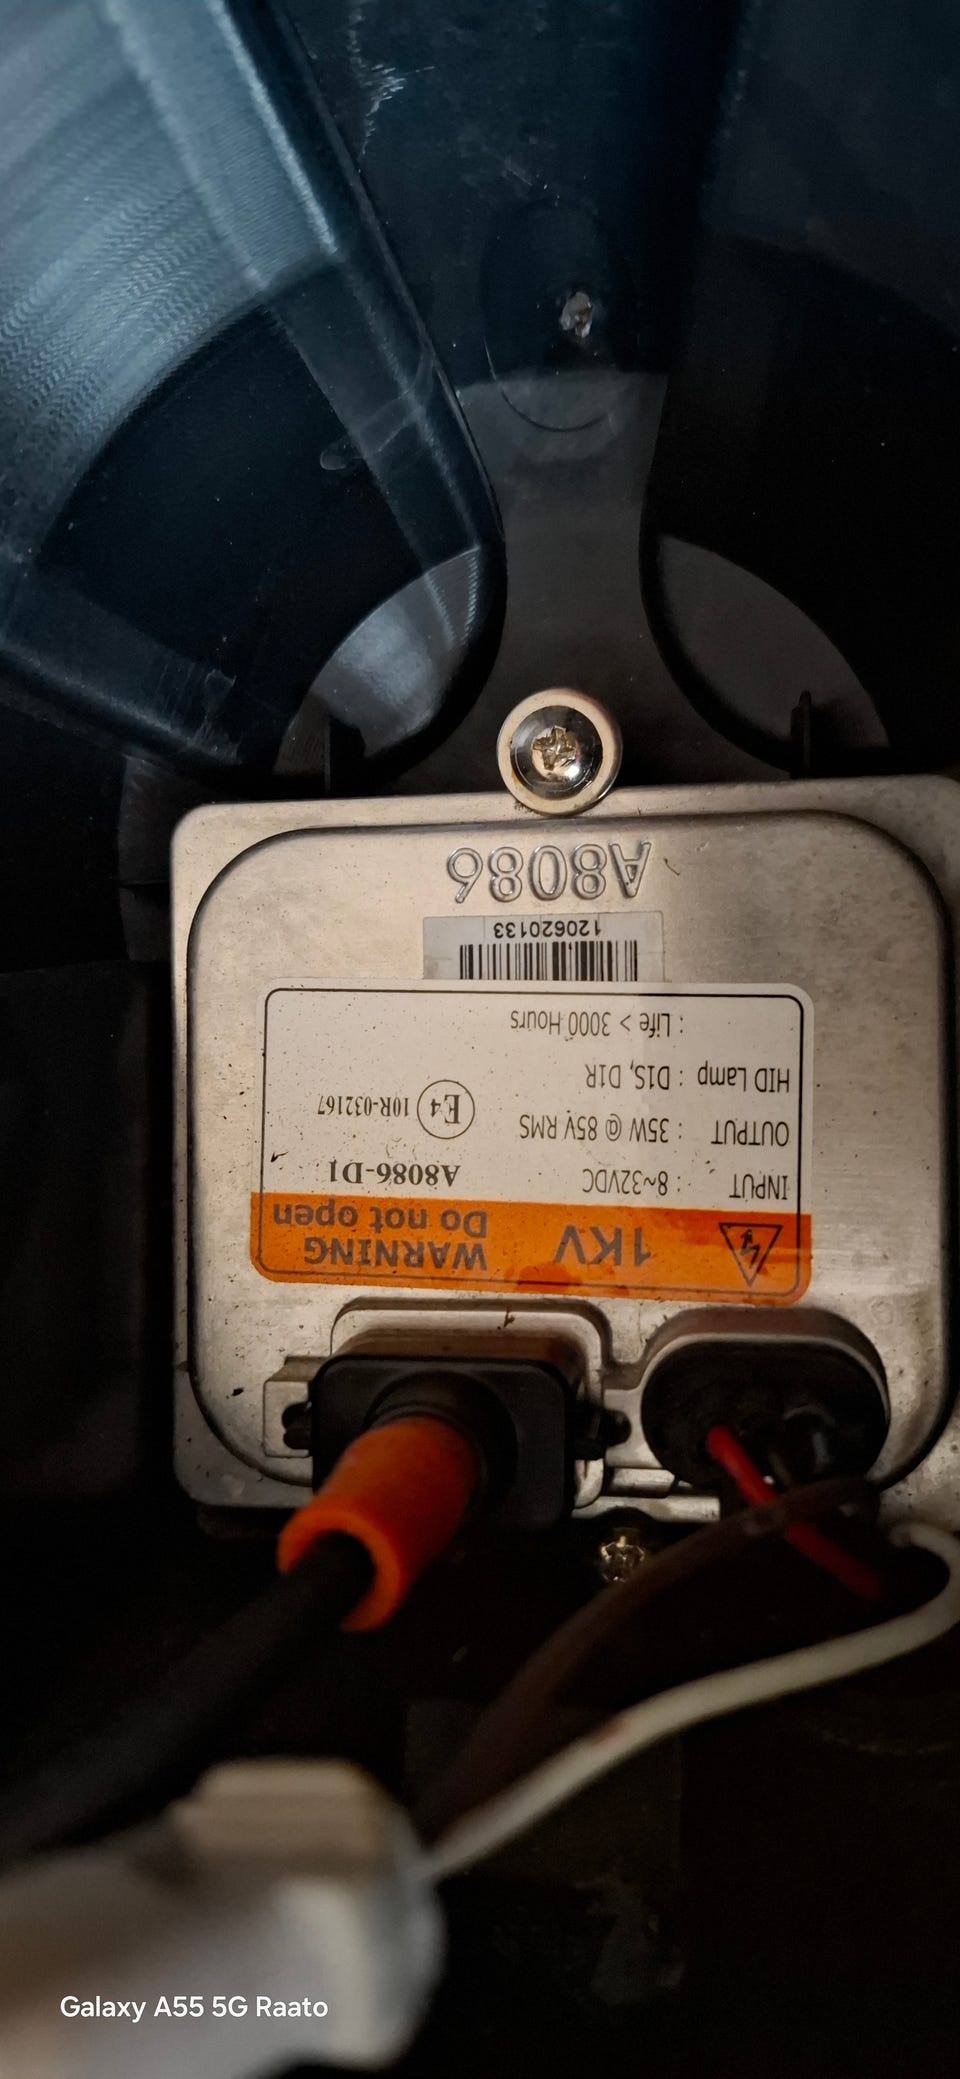 WARNING
Do not open
1KV
INPUT : 8~32VDC
A8086-D1
OUTPUT : 35W @ 85V RMS
E4 10R-032167
HID Lamp : D1S, D1R
: Life > 3000 Hours
120620133
A8086
Galaxy A55 5G Raato